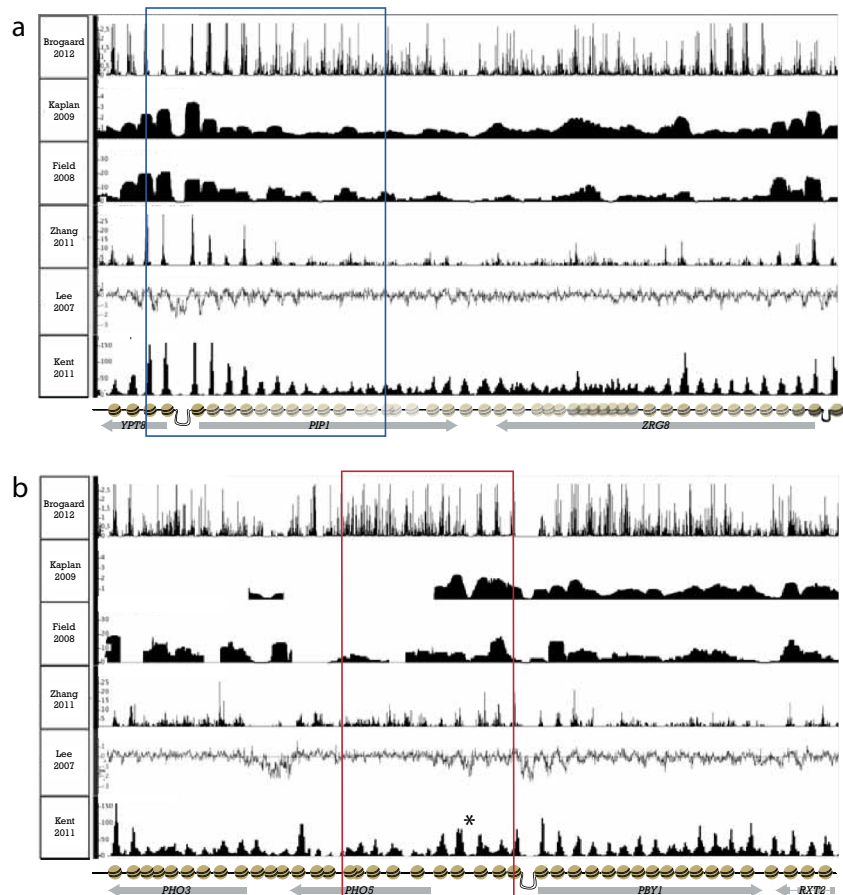 a
Brogaard
2012
Kaplan
2009
Field
2008
Zhang
2011
Lee
2007
Kent
2011
YPT8 PIP1 ZRG8
b
Brogaard
2012
Kaplan
2009
Field
2008
Zhang
2011
Lee
2007
Kent
2011
*
PHO3 PHO5 PBY1 RXT2